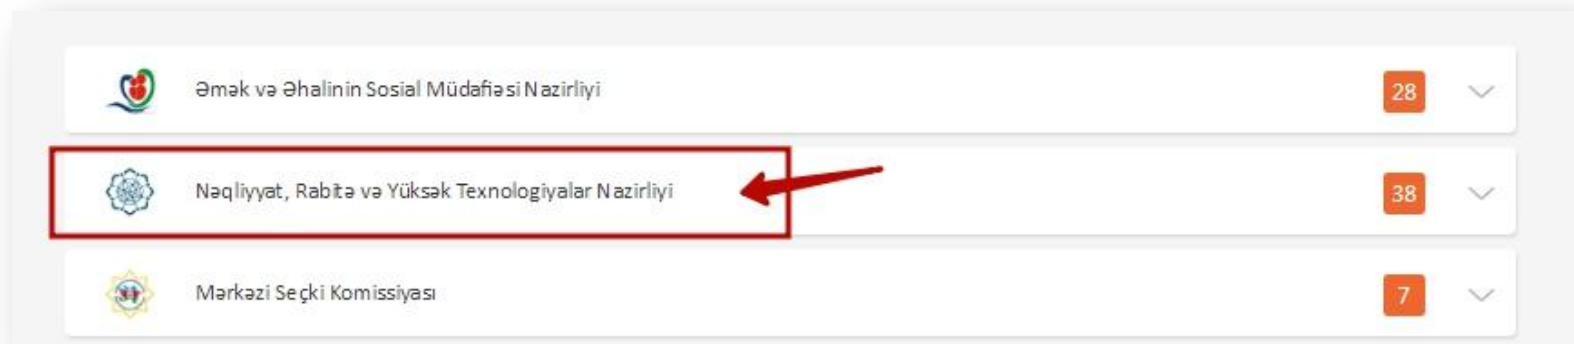 Əmək və Əhalinin Sosial Müdafiəsi Nazirliyi 28
Nəqliyyat, Rabitə və Yüksək Texnologiyalar Nazirliyi 38
Mərkəzi Seçki Komissiyası 7